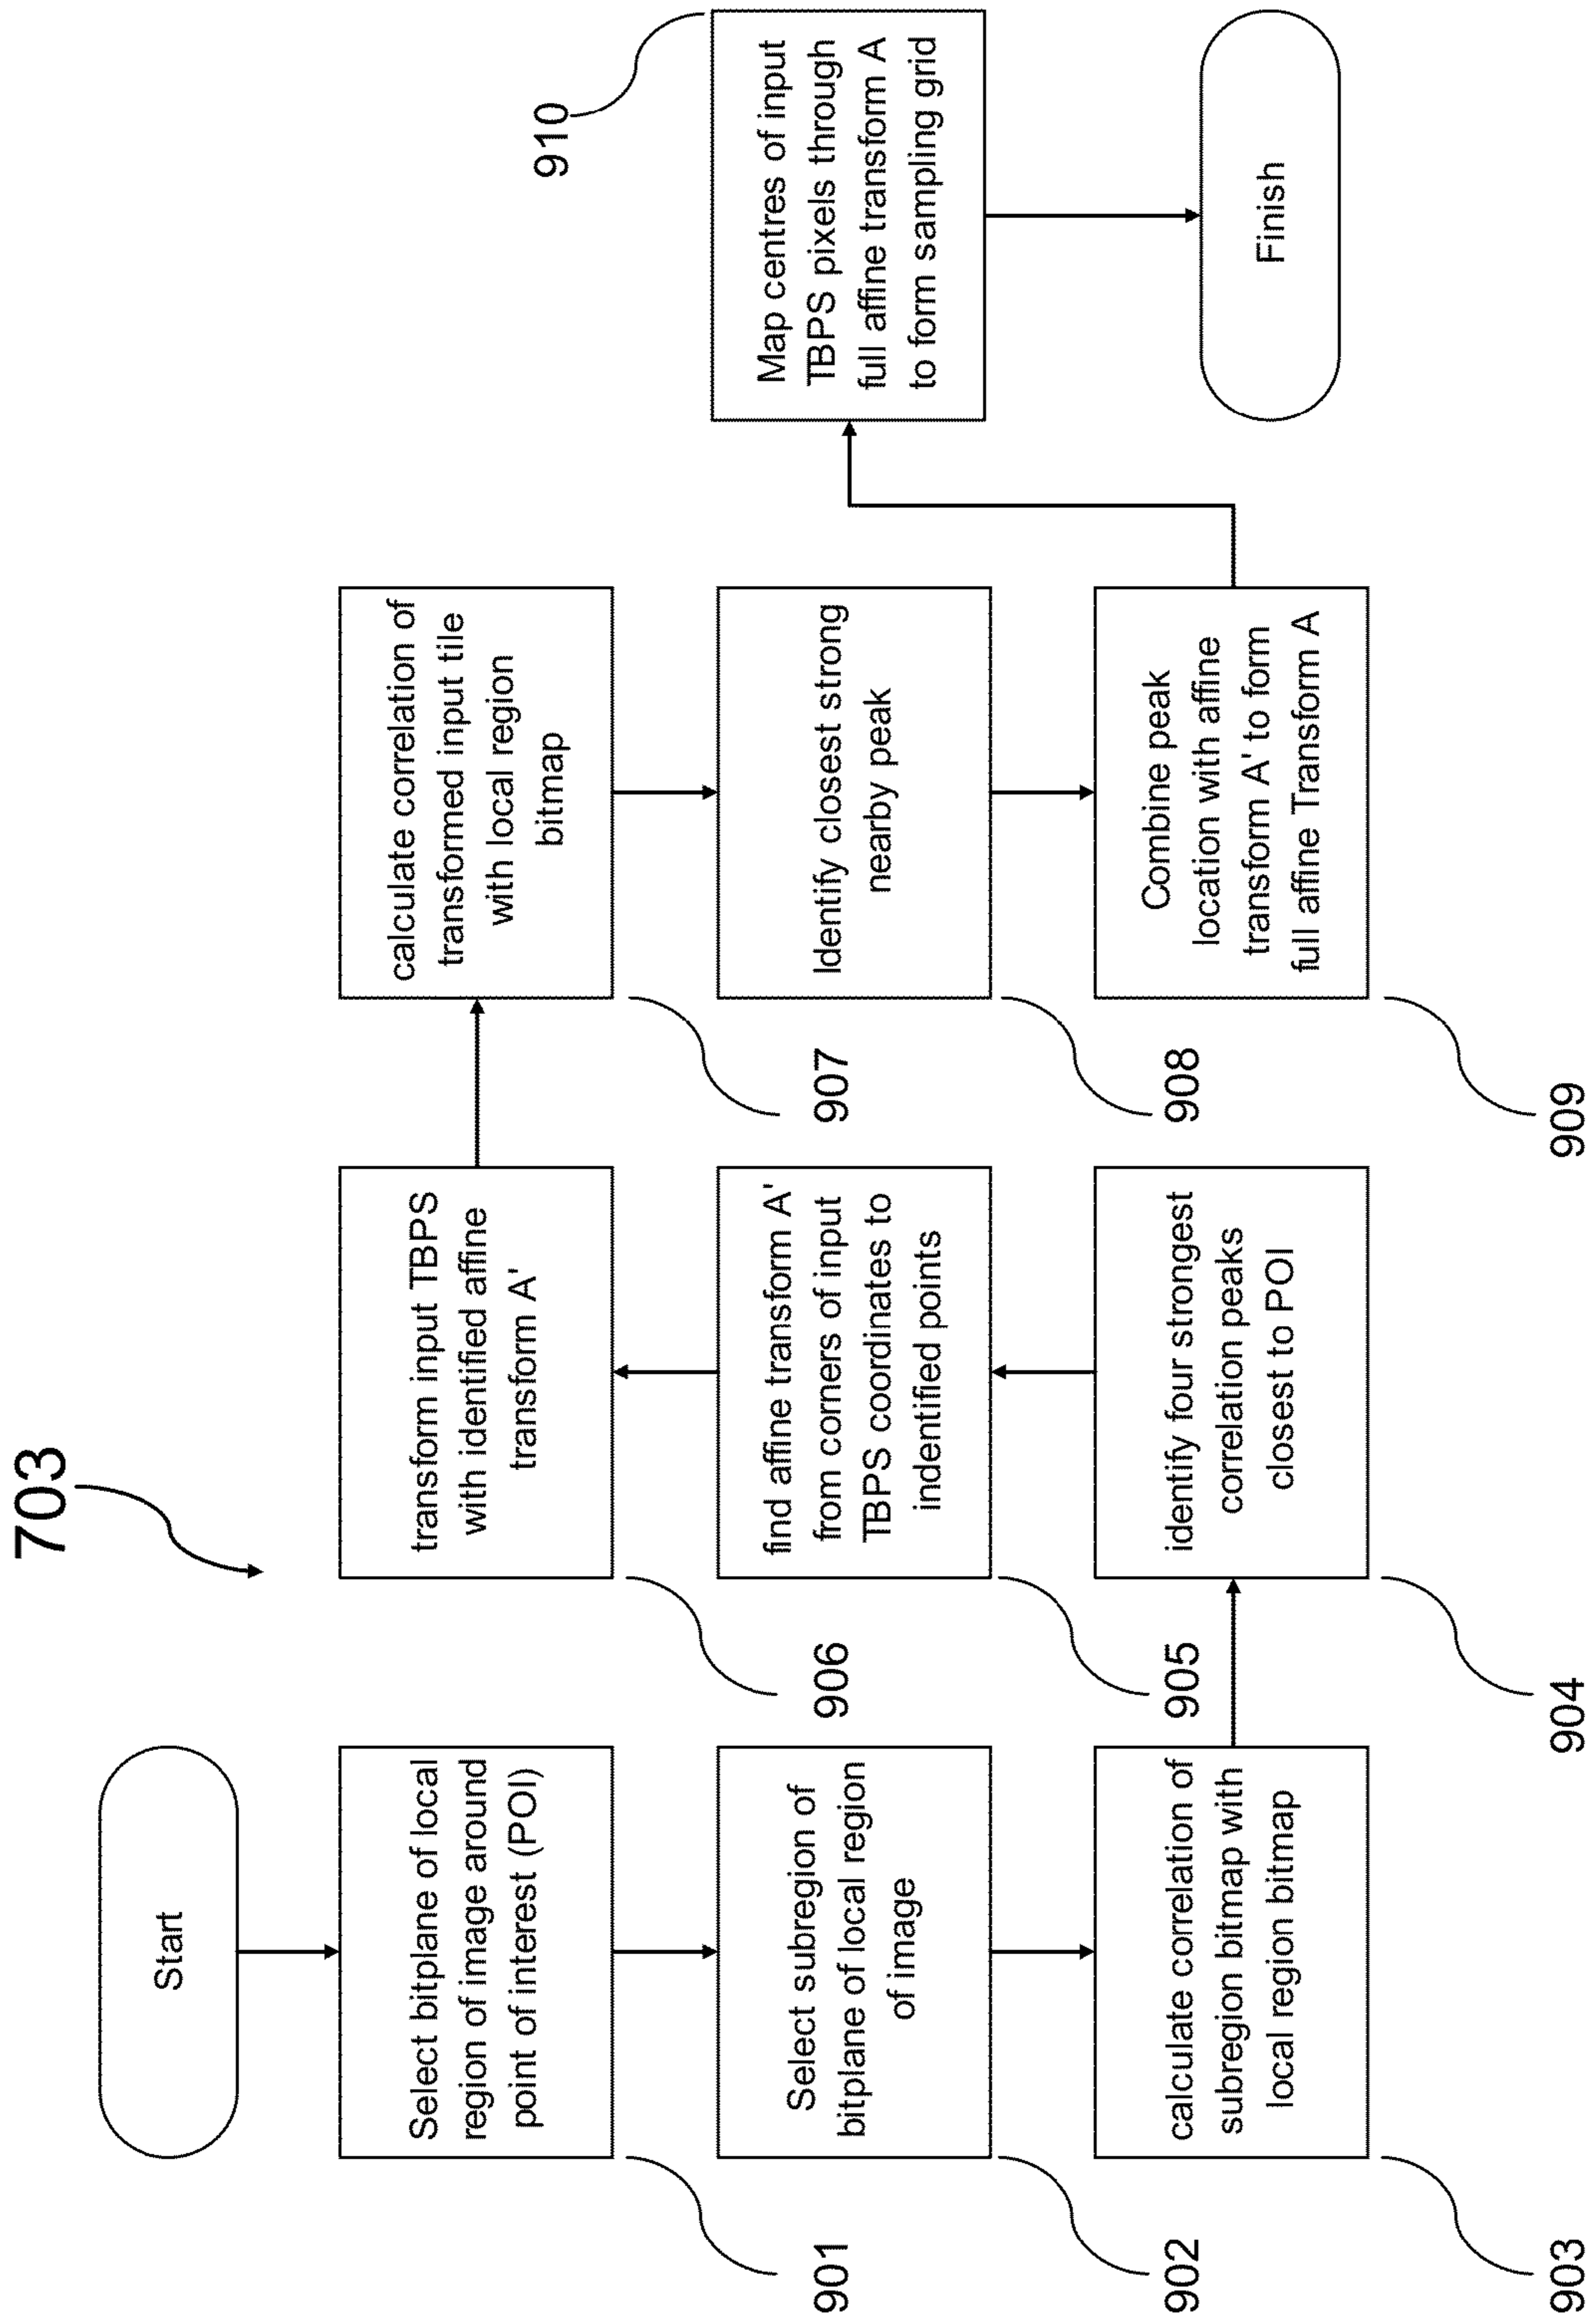 703
Start
Select bitplane of local
region of image around
point of interest (POI)
901
Select subregion of
bitplane of local region
of image
902
calculate correlation of
subregion bitmap with
local region bitmap
903
identify four strongest
correlation peaks
closest to POI
904
find affine transform A'
from corners of input
TBPS coordinates to
indentified points
905
transform input TBPS
with identified affine
transform A'
906
calculate correlation of
transformed input tile
with local region
bitmap
907
Identify closest strong
nearby peak
908
Combine peak
location with affine
transform A' to form
full affine Transform A
909
Map centres of input
TBPS pixels through
full affine transform A
to form sampling grid
910
Finish